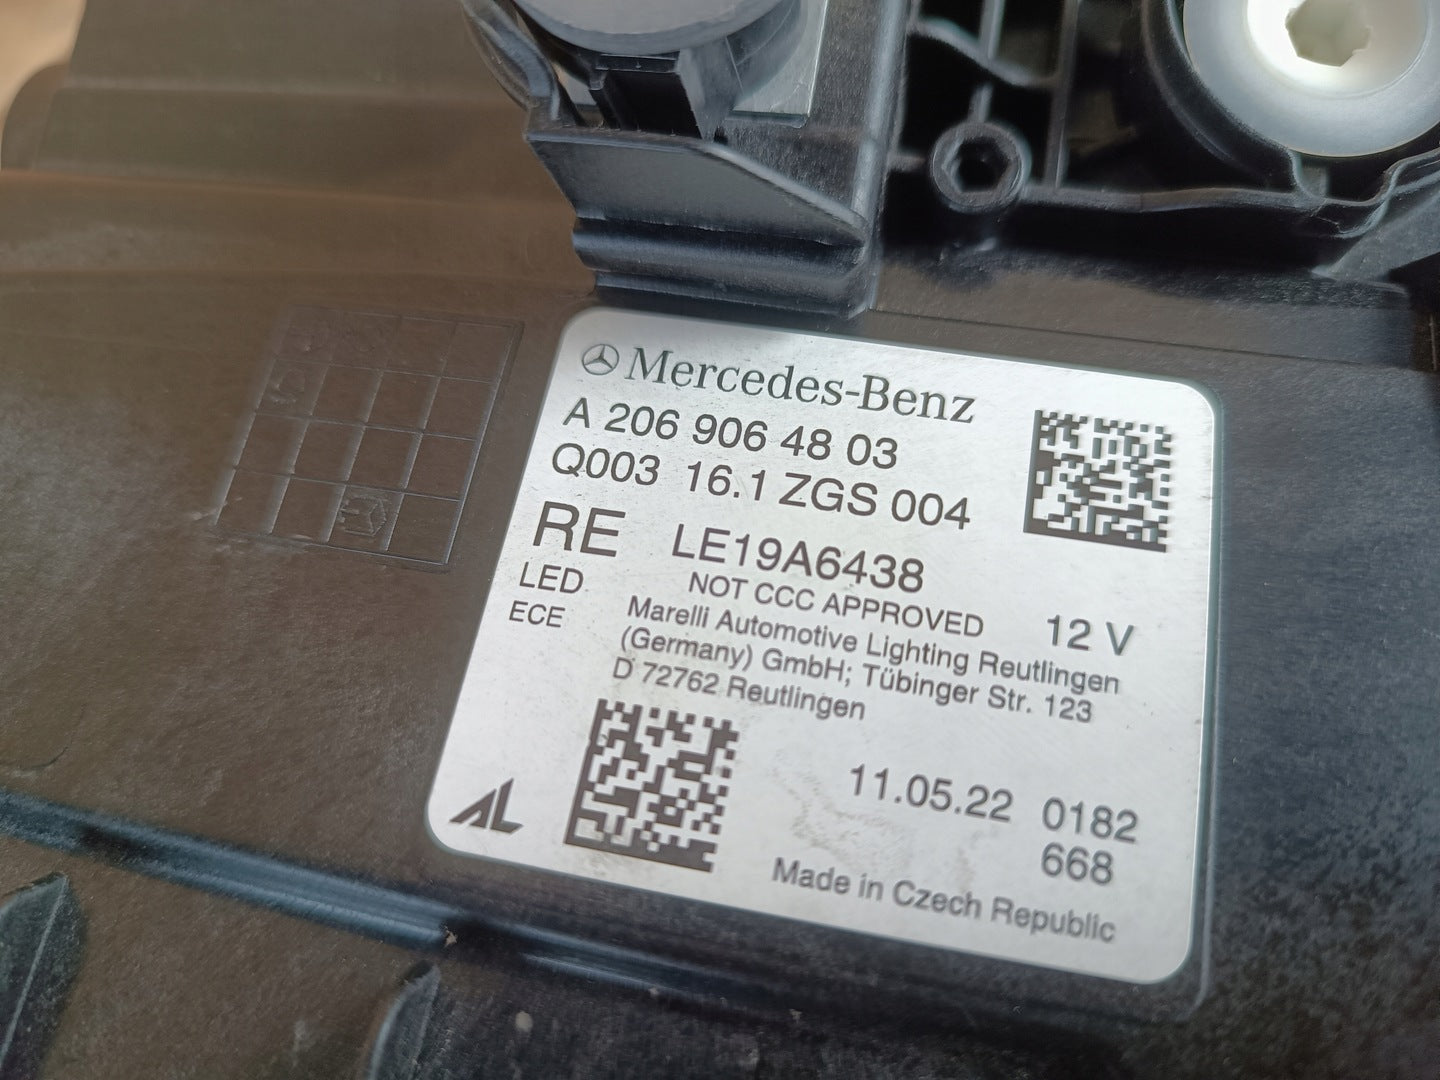 Mercedes-Benz
A 206 906 48 03
Q003 16.1 ZGS 004
RE LE19A6438
LED NOT CCC APPROVED 12 V
ECE Marelli Automotive Lighting Reutlingen
(Germany) GmbH; Tübinger Str. 123
D 72762 Reutlingen
11.05.22 0182
668
AL
Made in Czech Republic